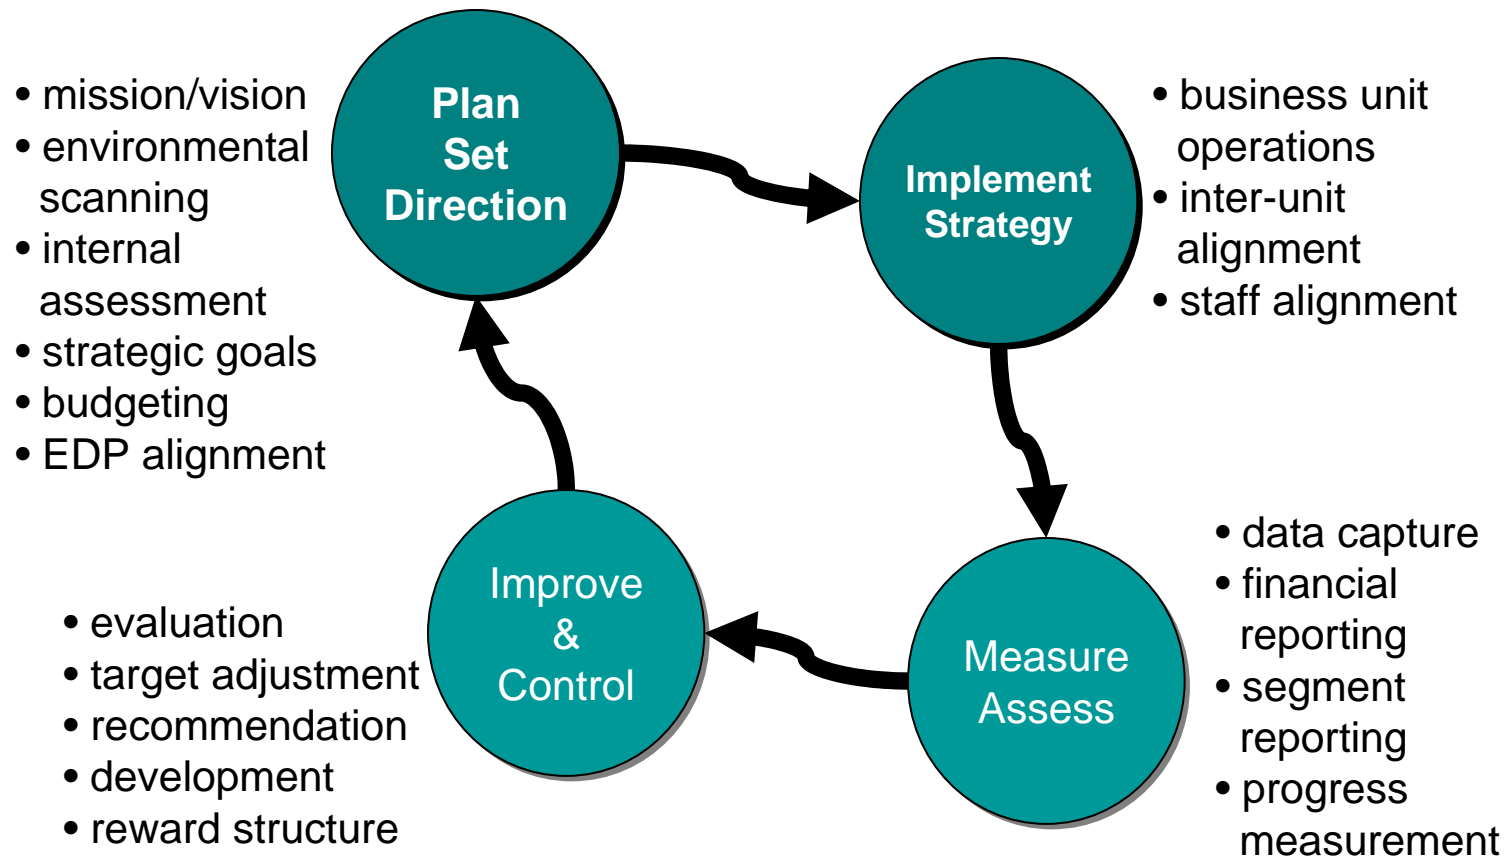 • mission/vision
• environmental
scanning
• internal
assessment
• strategic goals
• budgeting
• EDP alignment
Plan
Set
Direction
Implement
Strategy
• business unit
operations
• inter-unit
alignment
• staff alignment
• evaluation
• target adjustment
• recommendation
• development
• reward structure
Improve
&
Control
Measure
Assess
• data capture
• financial
reporting
• segment
reporting
• progress
measurement